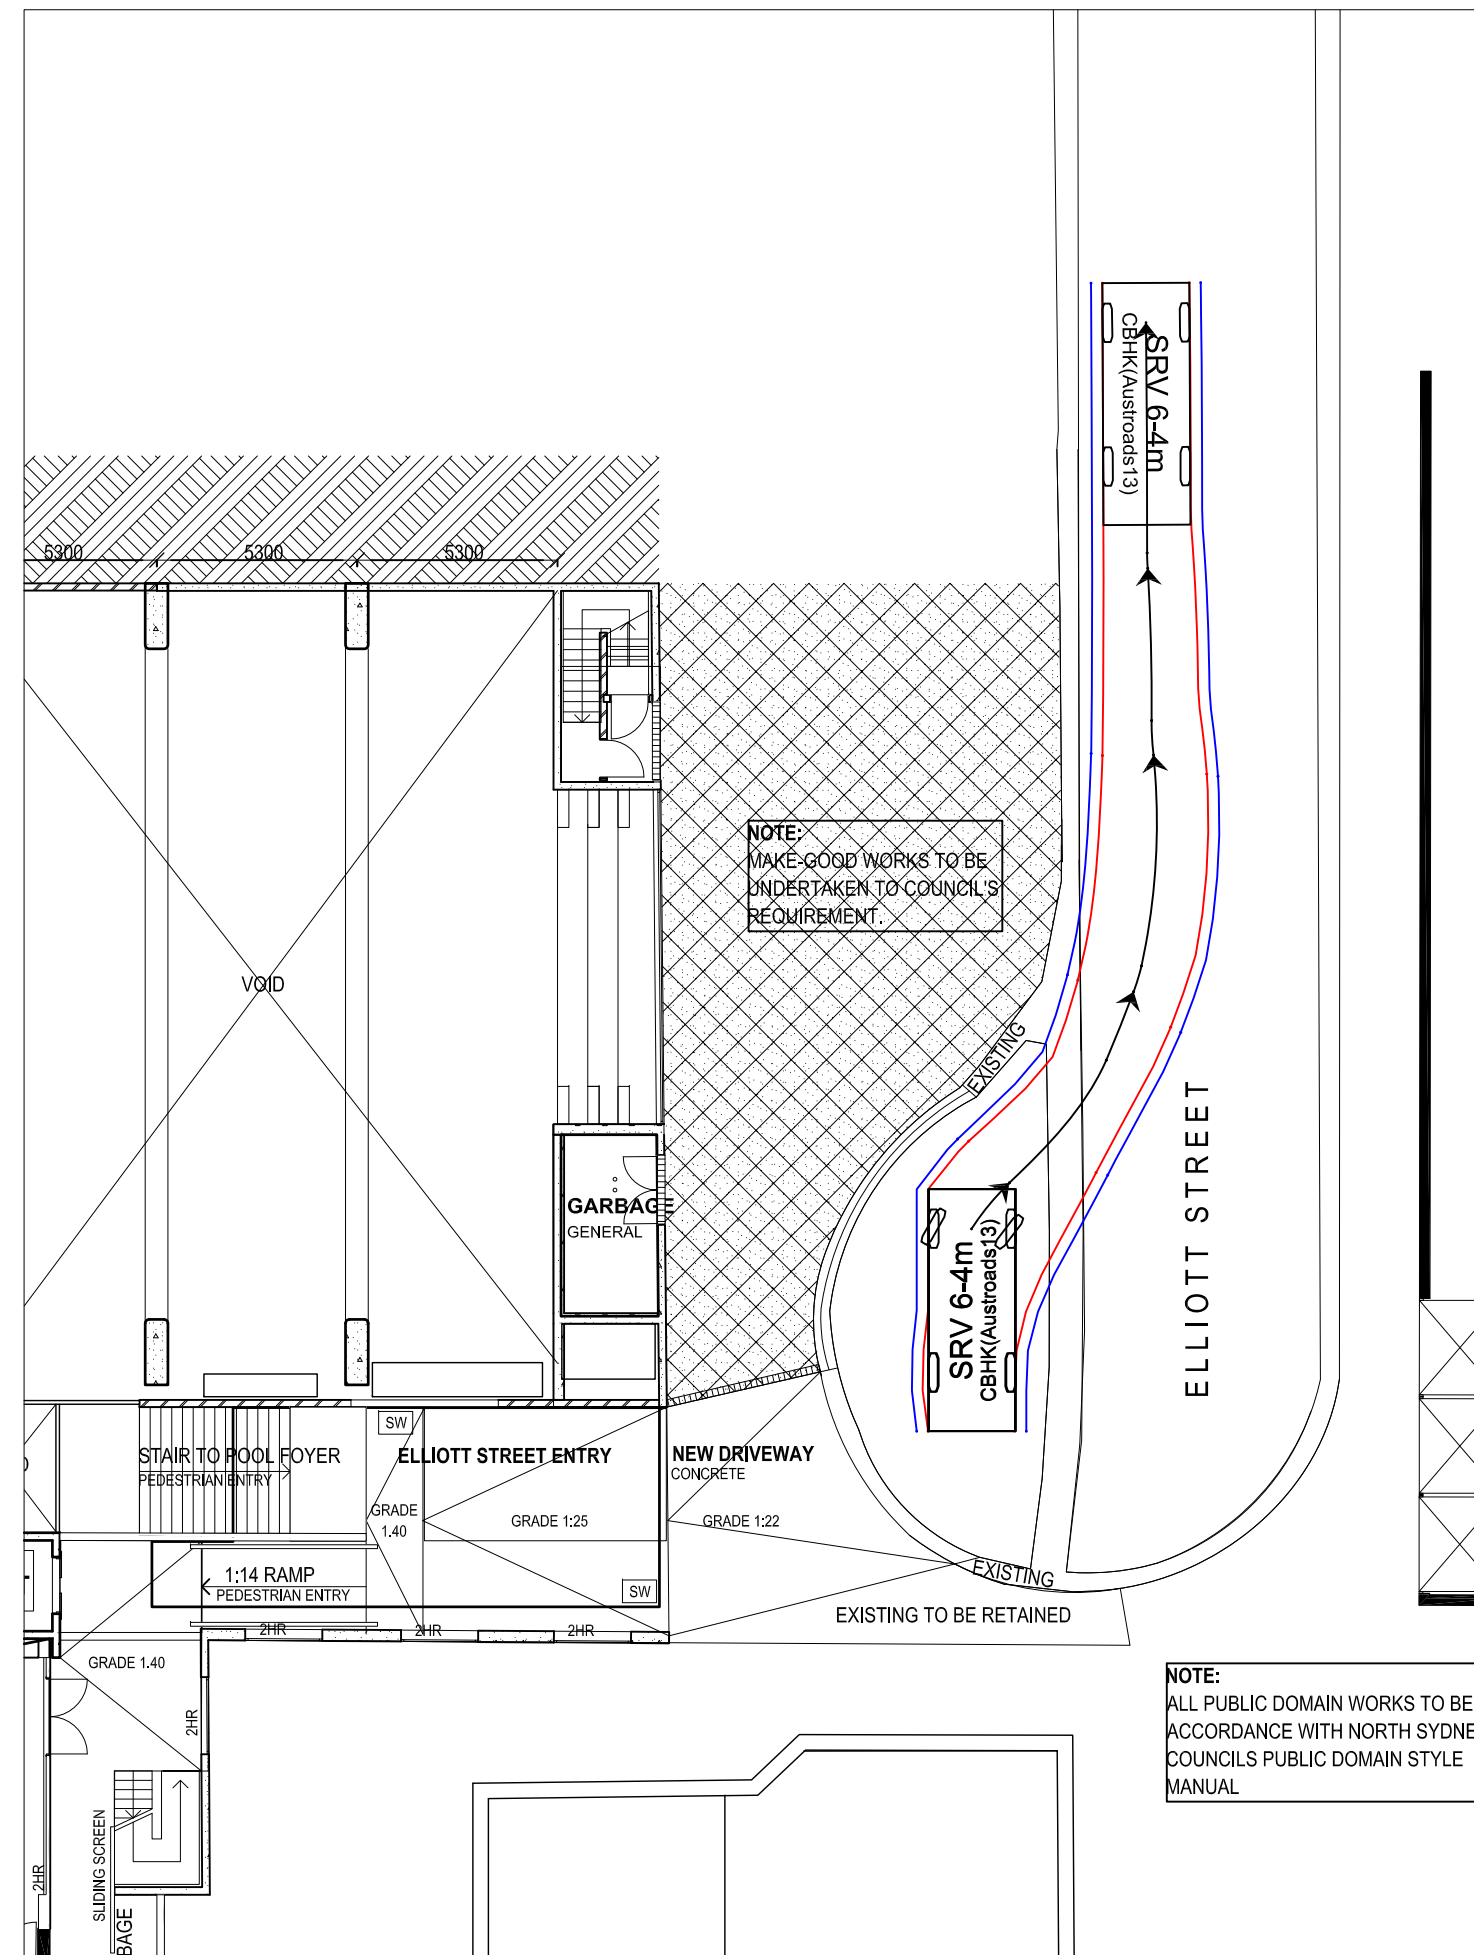 SRV 6-4m
CBHK(Austroads13)
5300
5300
5300
NOTE:
MAKE-GOOD WORKS TO BE
UNDERTAKEN TO COUNCIL'S
REQUIREMENT.
VOID
EXISTING
ELLIOTT STREET
GARBAGE
GENERAL
SRV 6-4m
CBHK(Austroads13)
SW
STAIR TO POOL FOYER
PEDESTRIAN ENTRY
ELLIOTT STREET ENTRY
NEW DRIVEWAY
CONCRETE
GRADE
1.40
GRADE 1:25
GRADE 1:22
1:14 RAMP
PEDESTRIAN ENTRY
SW
EXISTING
EXISTING TO BE RETAINED
2HR
2HR
2HR
GRADE 1.40
2HR
NOTE:
ALL PUBLIC DOMAIN WORKS TO BE
ACCORDANCE WITH NORTH SYDNE
COUNCILS PUBLIC DOMAIN STYLE
MANUAL
SLIDING SCREEN
2HR
BAGE